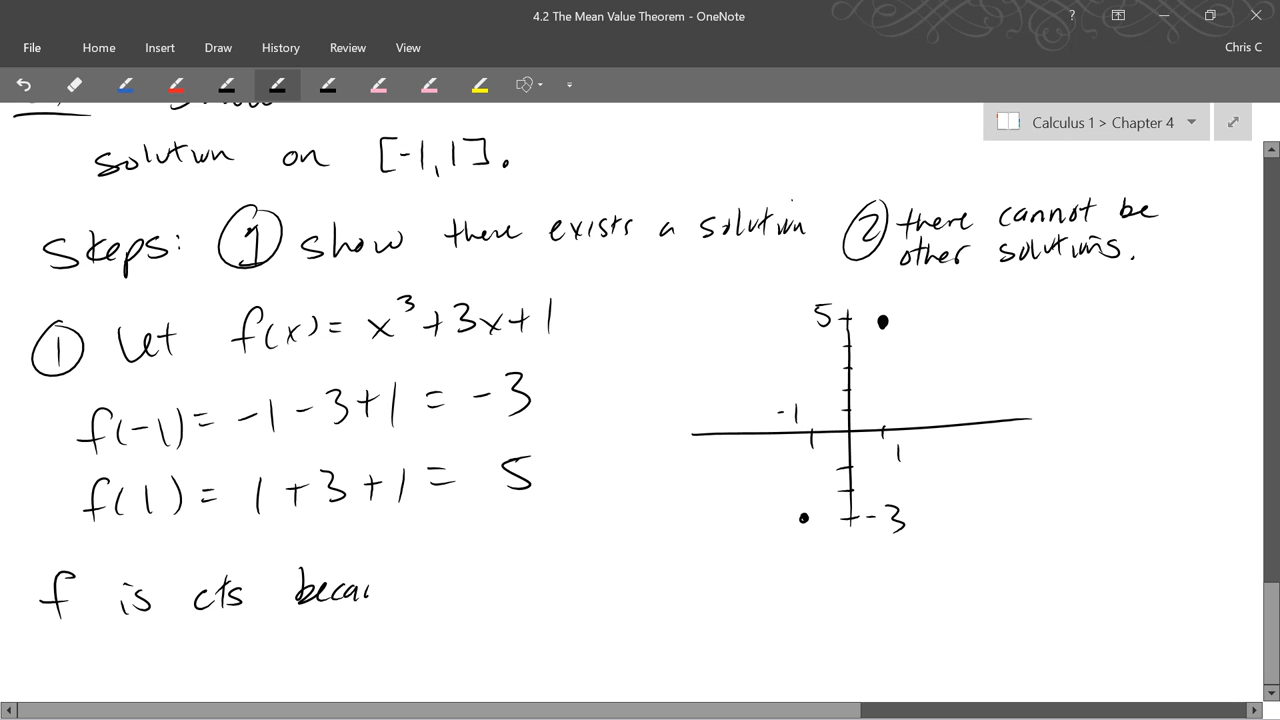 4.2 The Mean Value Theorem - OneNote
?
File Home Insert Draw History Review View
Chris C
Calculus 1 > Chapter 4
solution on [-1,1].
Steps: ① show there exists a solution ② there cannot be
other solutions.
① Let f(x) = x³+3x+1
f(-1) = -1-3+1 = -3
f(1) = 1+3+1 = 5
5
-1
1
-3
f is cts